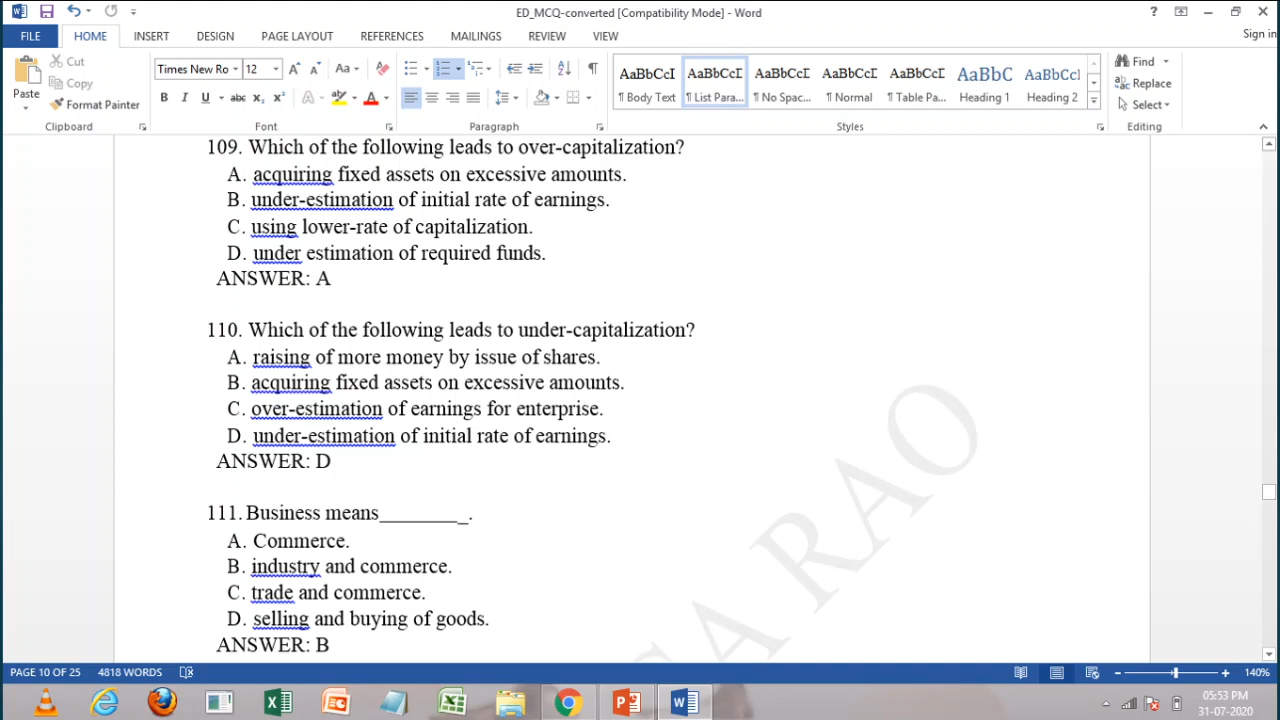 ED_MCQ-converted [Compatibility Mode] - Word
FILE HOME INSERT DESIGN PAGE LAYOUT REFERENCES MAILINGS REVIEW VIEW Sign in
Cut
Copy
Format Painter
Paste
Clipboard
Times New Ro 12 Aa
B I U abc x₂ x² A A
Font
Paragraph
AaBbCcI AaBbCcI AaBbCcI AaBbCcI AaBbCcI AaBbC AaBbCcl
¶ Body Text ¶ List Para... ¶ No Spac... ¶ Normal ¶ Table Pa... Heading 1 Heading 2
Styles
Find
Replace
Select
Editing
109. Which of the following leads to over-capitalization?
A. acquiring fixed assets on excessive amounts.
B. under-estimation of initial rate of earnings.
C. using lower-rate of capitalization.
D. under estimation of required funds.
ANSWER: A
110. Which of the following leads to under-capitalization?
A. raising of more money by issue of shares.
B. acquiring fixed assets on excessive amounts.
C. over-estimation of earnings for enterprise.
D. under-estimation of initial rate of earnings.
ANSWER: D
111. Business means_________.
A. Commerce.
B. industry and commerce.
C. trade and commerce.
D. selling and buying of goods.
ANSWER: B
A RAO
PAGE 10 OF 25 4818 WORDS 140%
05:53 PM
31-07-2020